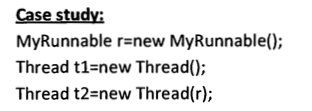 Case study:
MyRunnable r=new MyRunnable();
Thread t1=new Thread();
Thread t2=new Thread(r);